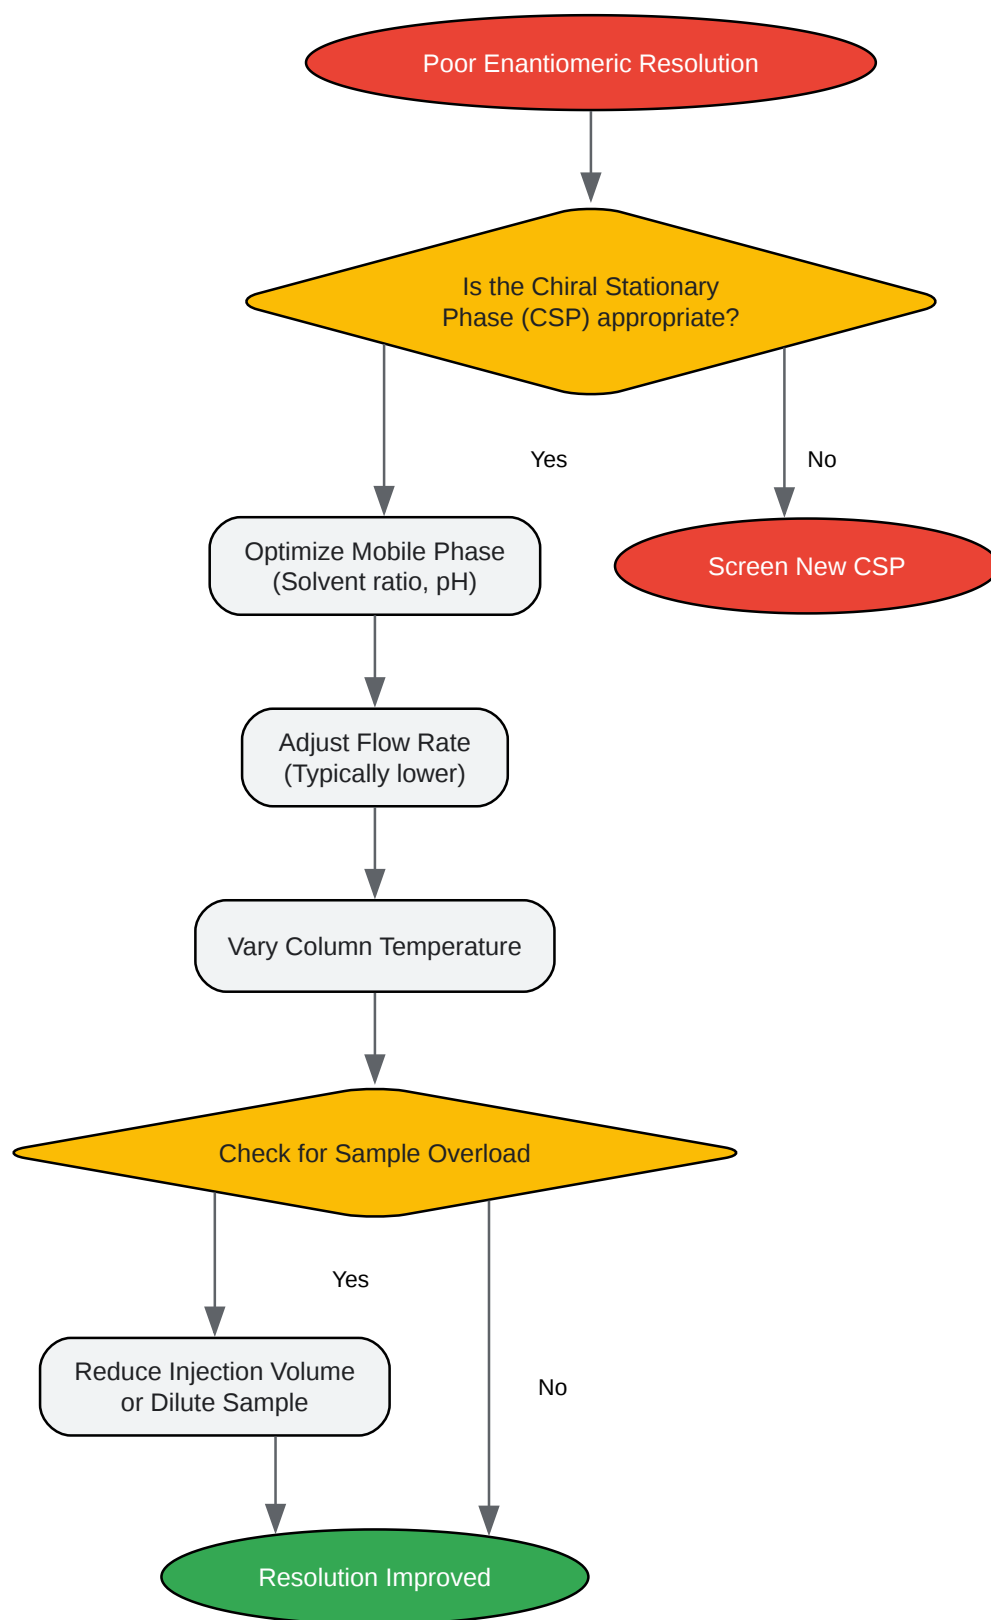 Poor Enantiomeric Resolution
Is the Chiral Stationary
Phase (CSP) appropriate?
Yes
No
Optimize Mobile Phase
(Solvent ratio, pH)
Screen New CSP
Adjust Flow Rate
(Typically lower)
Vary Column Temperature
Check for Sample Overload
Yes
Reduce Injection Volume
or Dilute Sample
No
Resolution Improved